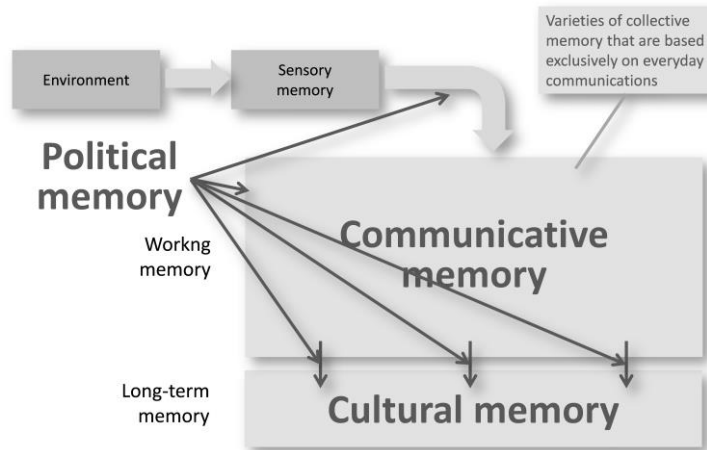 Varieties of collective
memory that are based
exclusively on everyday
communications
Environment
Sensory
memory
Political
memory
Communicative
memory
Workng
memory
Long-term
memory
Cultural memory